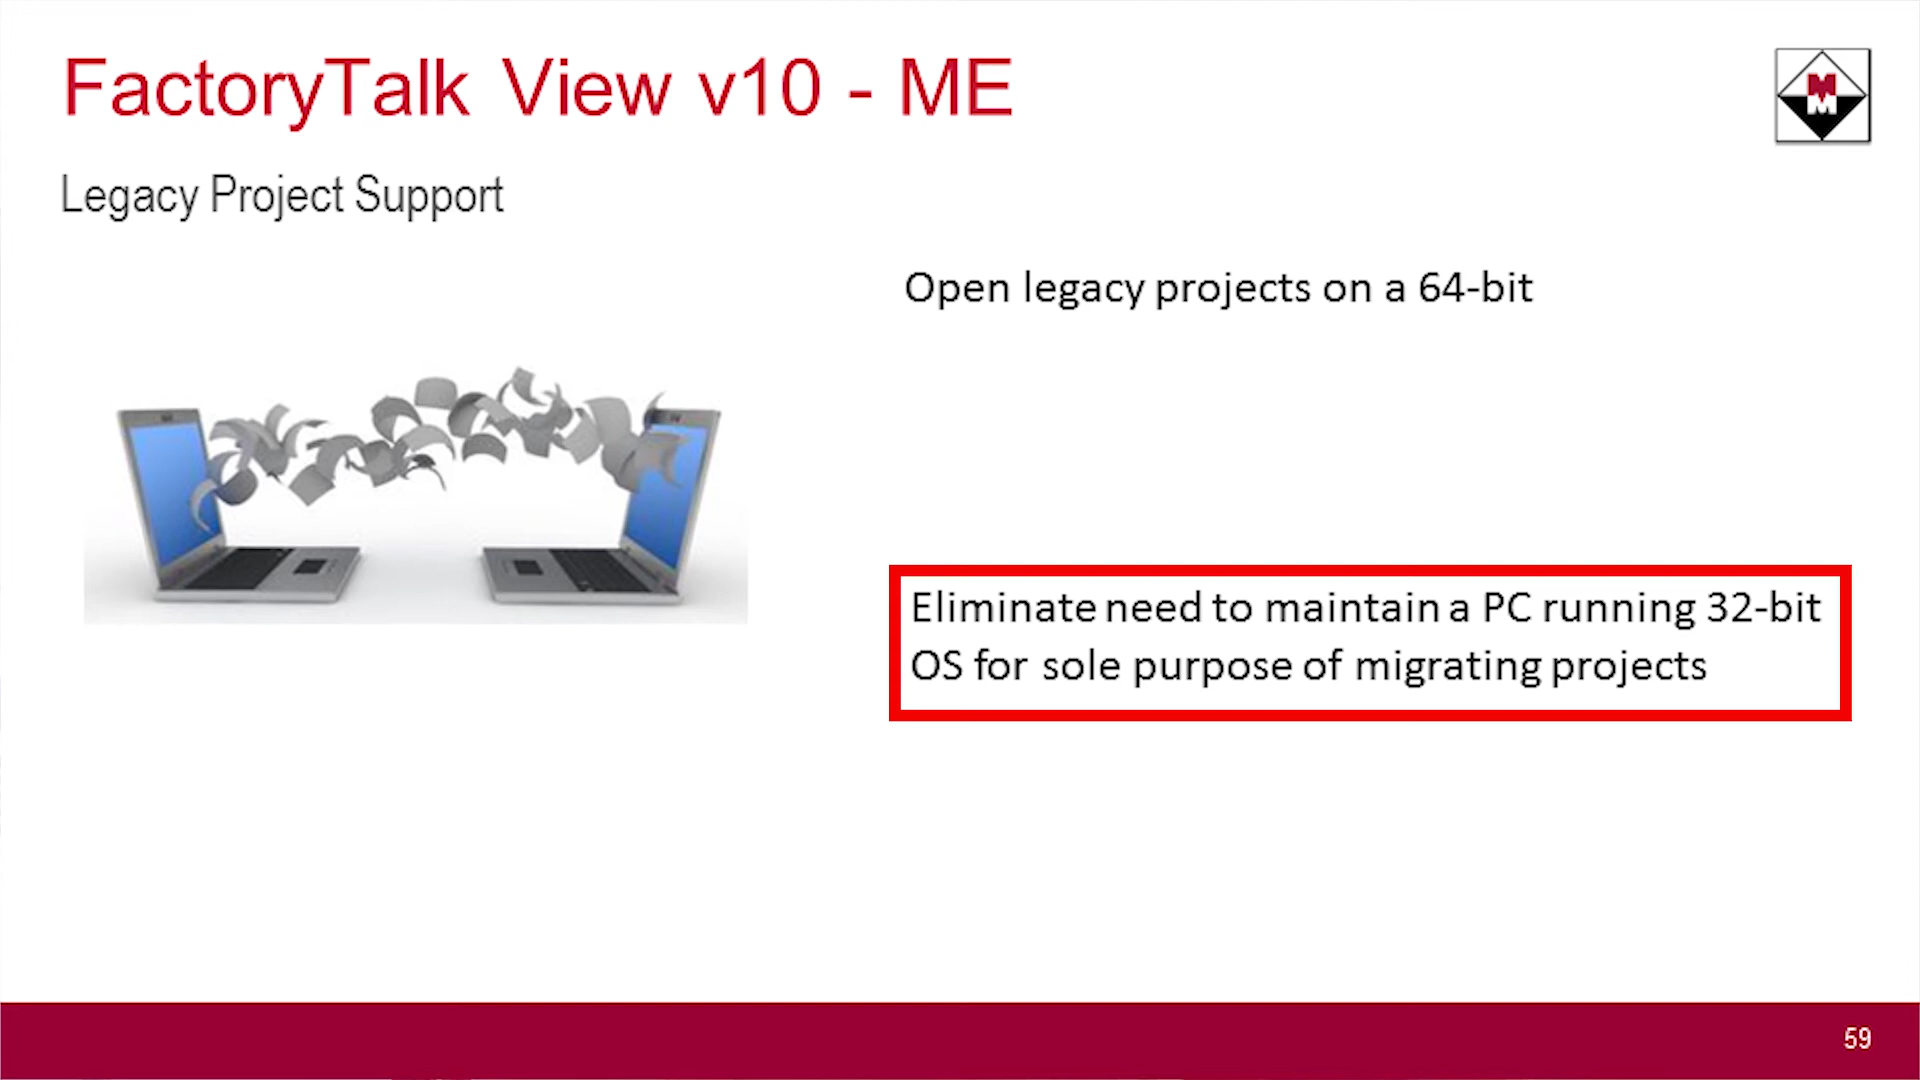 FactoryTalk View v10 - ME
M
M
Legacy Project Support
Open legacy projects on a 64-bit
Eliminate need to maintain a PC running 32-bit
OS for sole purpose of migrating projects
59